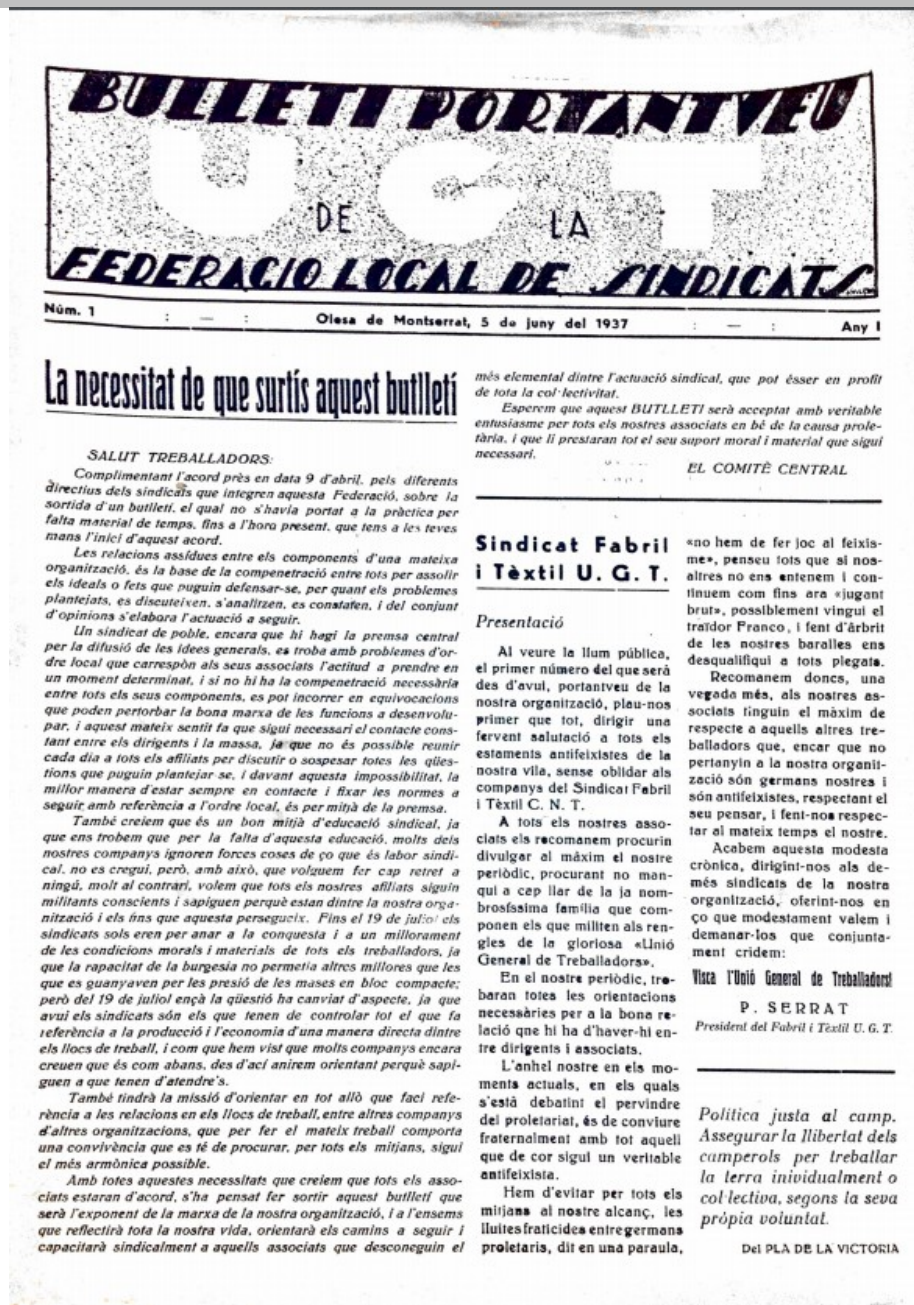 BULLETI PORTANTVEU
UGT
DE LA
FEDERACIO LOCAL DE SINDICATS
Núm. 1 : — : Olesa de Montserrat, 5 de juny del 1937 : — : Any I
La necessitat de que surtís aquest butlletí
SALUT TREBALLADORS:
Complimentant l'acord près en data 9 d'abril, pels diferents
directius dels sindicats que integren aquesta Federació, sobre la
sortida d'un butlletí, el qual no s'havia portat a la pràctica per
falta material de temps, fins a l'hora present, que tens a les teves
mans l'inici d'aquest acord.
Les relacions assídues entre els components d'una mateixa
organització, és la base de la compenetració entre tots per assolir
els ideals o fets que puguin defensar-se, per quant els problemes
plantejats, es discuteixen, s'analitzen, es constaten, i del conjunt
d'opinions s'elabora l'actuació a seguir.
Un sindicat de poble, encara que hi hagi la premsa central
per la difusió de les idees generals, es troba amb problemes d'or-
dre local que carrespòn als seus associats l'actitud a prendre en
un moment determinat, i si no hi ha la compenetració necessària
entre tots els seus components, es pot incorrer en equivocacions
que poden pertorbar la bona marxa de les funcions a desenvolu-
par, i aquest mateix sentit fa que sigui necessari el contacte cons-
tant entre els dirigents i la massa, ja que no és possible reunir
cada dia a tots els afiliats per discutir o sospesar totes les qües-
tions que puguin plantejar se, i davant aquesta impossibilitat, la
millor manera d'estar sempre en contacte i fixar les normes a
seguir amb referència a l'ordre local, és per mitjà de la premsa.
També creiem que és un bon mitjà d'educació sindical, ja
que ens trobem que per la falta d'aquesta educació, molts dels
nostres companys ignoren forces coses de ço que és labor sindi-
cal, no es cregui, però, amb això, que volguem fer cap retret a
ningú, molt al contrari, volem que tots els nostres afiliats siguin
militants conscients i sapiguen perquè estan dintre la nostra orga-
nització i els fins que aquesta persegueix. Fins el 19 de juliol els
sindicats sols eren per anar a la conquesta i a un millorament
de les condicions morals i materials de tots els treballadors, ja
que la rapacitat de la burgesia no permetia altres millores que les
que es guanyaven per les presió de les mases en bloc compacte;
però del 19 de juliol ençà la qüestió ha canviat d'aspecte, ja que
avui els sindicats són els que tenen de controlar tot el que fa
referència a la producció i l'economia d'una manera directa dintre
els llocs de treball, i com que hem vist que molts companys encara
creuen que és com abans, des d'ací anirem orientant perquè sapi-
guen a que tenen d'atendre's.
També tindrà la missió d'orientar en tot allò que faci refe-
rència a les relacions en els llocs de treball, entre altres companys
d'altres organitzacions, que per fer el mateix treball comporta
una convivència que es té de procurar, per tots els mitjans, sigui
el més armònica possible.
Amb totes aquestes necessitats que creiem que tots els asso-
ciats estaran d'acord, s'ha pensat fer sortir aquest butlletí que
serà l'exponent de la marxa de nostra organització, i a l'ensems
que reflectirà tota la nostra vida, orientarà els camins a seguir i
capacitarà sindicalment a aquells associats que desconeguin el
més elemental dintre l'actuació sindical, que pot ésser en profit
de tota la col·lectivitat.
Esperem que aquest BUTLLETI serà acceptat amb veritable
entusiasme per tots els nostres associats en bé de la causa prole-
tària, i que li prestaran tot el seu suport moral i material que sigui
necessari.
EL COMITÈ CENTRAL
Sindicat Fabril
i Tèxtil U. G. T.
Presentació
Al veure la llum pública,
el primer número del que serà
des d'avui, portantveu de la
nostra organització, plau-nos
primer que tot, dirigir una
fervent salutació a tots els
estaments antifeixistes de la
nostra vila, sense oblidar als
companys del Sindicat Fabril
i Tèxtil C. N. T.
A tots els nostres asso-
ciats els recomanem procurin
divulgar al màxim el nostre
periòdic, procurant no man-
qui a cap llar de la ja nom-
brosíssima família que com-
ponen els que militen als ren-
gles de la gloriosa «Unió
General de Treballadors».
En el nostre periòdic, tro-
baran totes les orientacions
necessàries per a la bona re-
lació qne hi ha d'haver-hi en-
tre dirigents i associats.
L'anhel nostre en els mo-
ments actuals, en els quals
s'està debatint el pervindre
del proletariat, és de conviure
fraternalment amb tot aquell
que de cor sigui un veritable
antifeixista.
Hem d'evitar per tots els
mitjans al nostre alcanç, les
lluites fraticides entre germans
proletaris, dit en una paraula,
«no hem de fer joc al feixis-
me», penseu tots que si nos-
altres no ens entenem i con-
tinuem com fins ara «jugant
brut», possiblement vingui el
traïdor Franco, i fent d'àrbit
de les nostres baralles ens
desqualifiqui a tots plegats.
Recomanem doncs, una
vegada més, als nostres as-
sociats tinguin el màxim de
respecte a aquells altres tre-
balladors que, encar que no
pertanyin a la nostra organit-
zació són germans nostres i
són antifeixistes, respectant el
seu pensar, i fent-nos respec-
tar al mateix temps el nostre.
Acabem aquesta modesta
crònica, dirigint-nos als de-
més sindicats de la nostra
organització, oferint-nos en
ço que modestament valem i
demanar-los que conjunta-
ment cridem:
Visca l'Unió General de Treballadors!
P. SERRAT
President del Fabril i Tèxtil U. G. T.
Política justa al camp.
Assegurar la llibertat dels
camperols per treballar
la terra inividualment o
col·lectiva, segons la seva
pròpia voluntat.
Del PLA DE LA VICTORIA